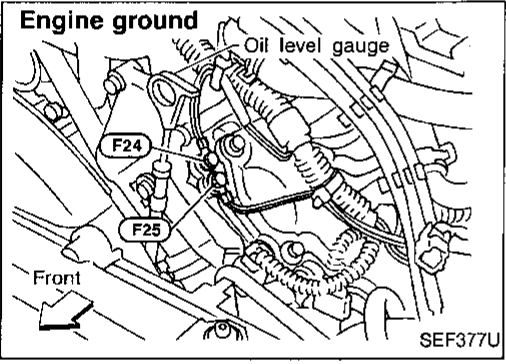 Engine ground
Oil level gauge
F24
F25
Front
SEF377U